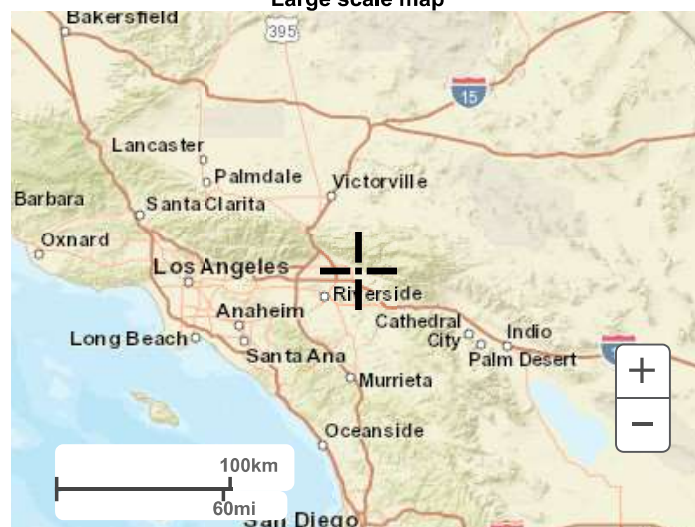 Large scale map
Bakersfield
395
15
Lancaster
Palmdale
Victorville
Barbara
Santa Clarita
Oxnard
Los Angeles
Riverside
Anaheim
Cathedral
City
Indio
Long Beach
Santa Ana
Palm Desert
Murrieta
+
−
Oceanside
100km
60mi
San Diego